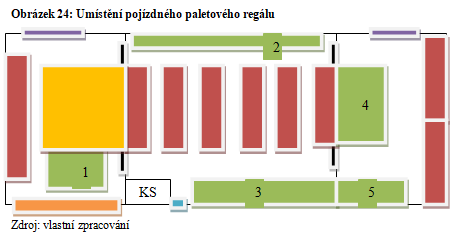 Obrázek 24: Umístění pojízdného paletového regálu
2
4
1
KS
3
5
Zdroj: vlastní zpracování